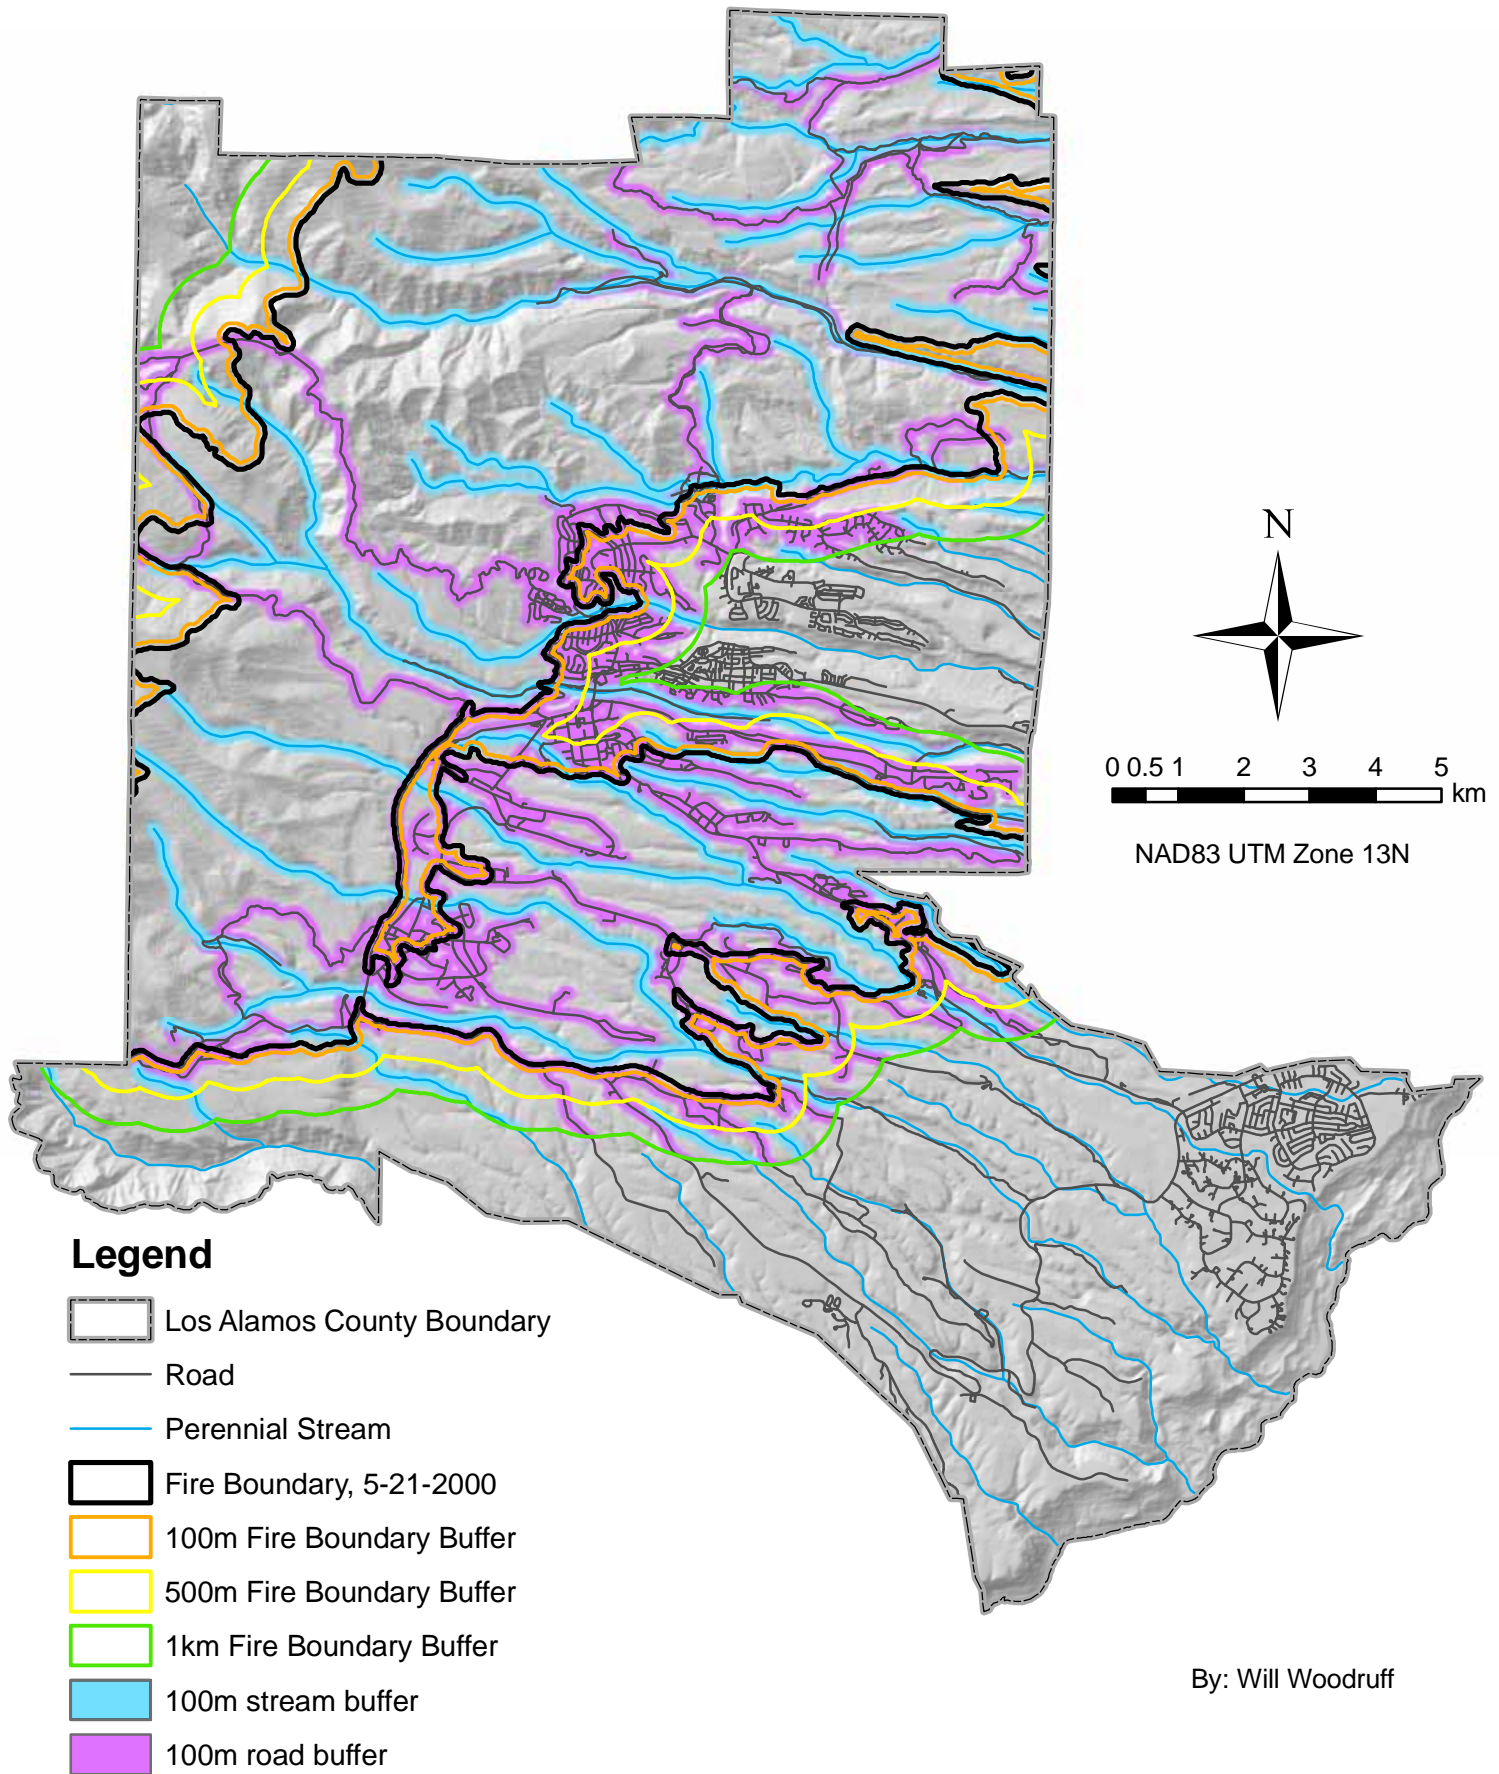 N
0 0.5 1 2 3 4 5
km
NAD83 UTM Zone 13N
Legend
Los Alamos County Boundary
Road
Perennial Stream
Fire Boundary, 5-21-2000
100m Fire Boundary Buffer
500m Fire Boundary Buffer
1km Fire Boundary Buffer
100m stream buffer
100m road buffer
By: Will Woodruff